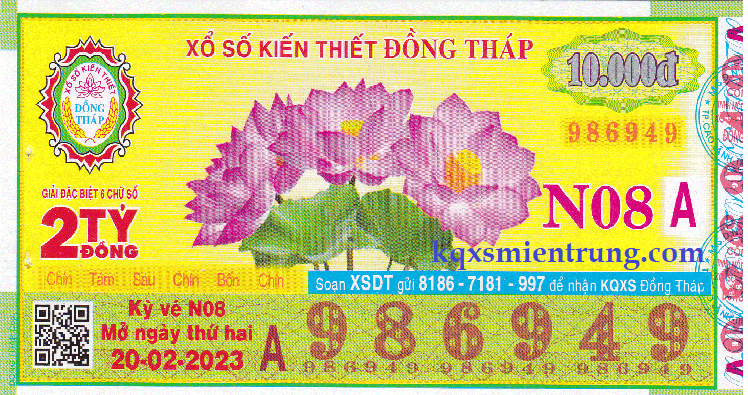 XỔ SỐ KIẾN THIẾT ĐỒNG THÁP
10.000đ
XỔ SỐ KIẾN THIẾT
ĐỒNG THÁP
986949
GIẢI ĐẶC BIỆT 6 CHỮ SỐ
2 TỶ ĐỒNG
N08 A
kqxsmientrung.com
Chín Tám Sáu Chín Bốn Chín
Soạn XSDT gửi 8186 - 7181 - 997 để nhận KQXS Đồng Tháp
Kỳ vé N08
Mở ngày thứ hai
20-02-2023
A 986949
986949 986949 986949 986949